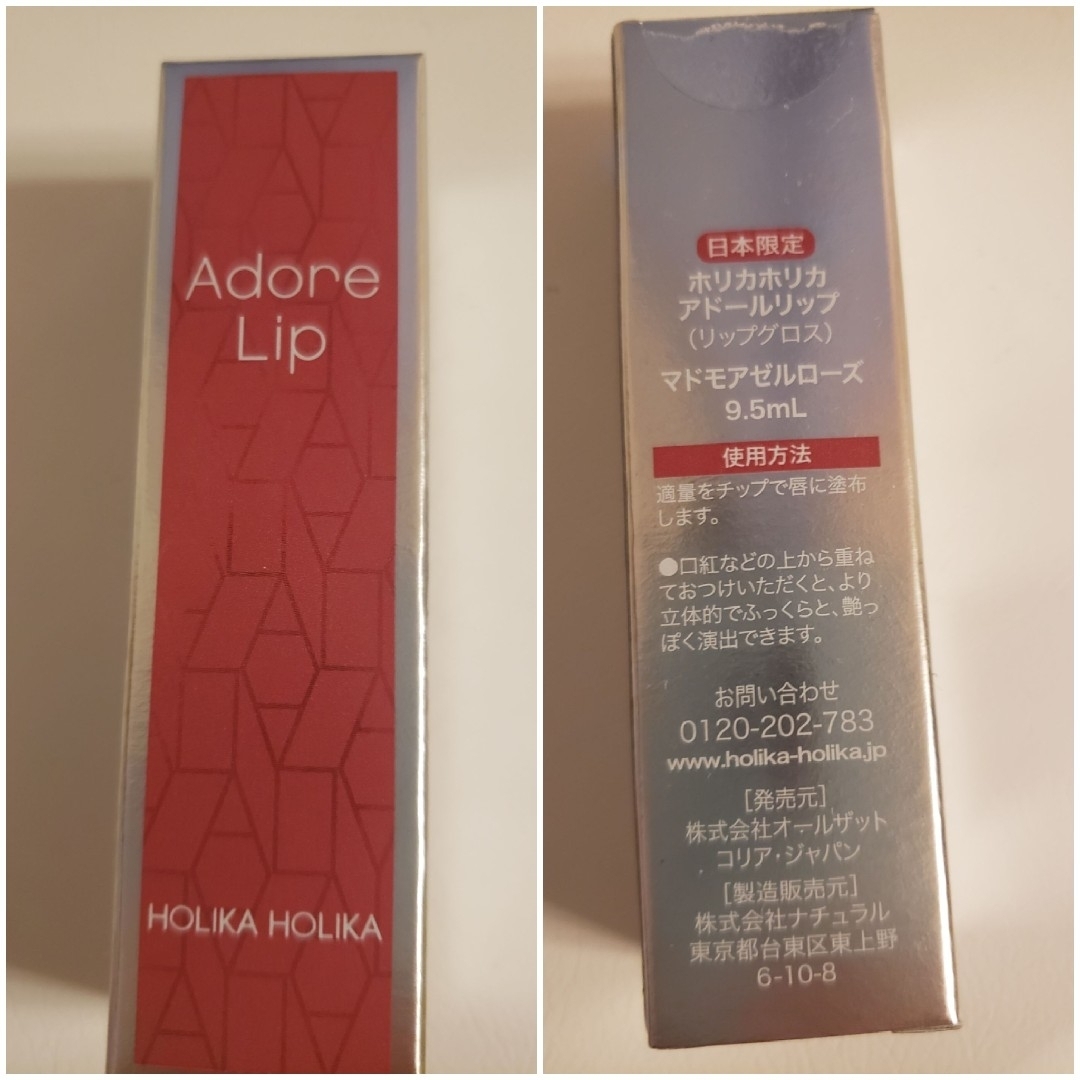 Adore
Lip
HOLIKA HOLIKA
日本限定
ホリカホリカ
アドールリップ
(リップグロス)
マドモアゼルローズ
9.5mL
使用方法
適量をチップで唇に塗布
します。
●口紅などの上から重ね
ておつけいただくと、より
立体的でふっくらと、艶っ
ぽく演出できます。
お問い合わせ
0120-202-783
www.holika-holika.jp
[発売元]
株式会社オールザット
コリア・ジャパン
[製造販売元]
株式会社ナチュラル
東京都台東区東上野
6-10-8